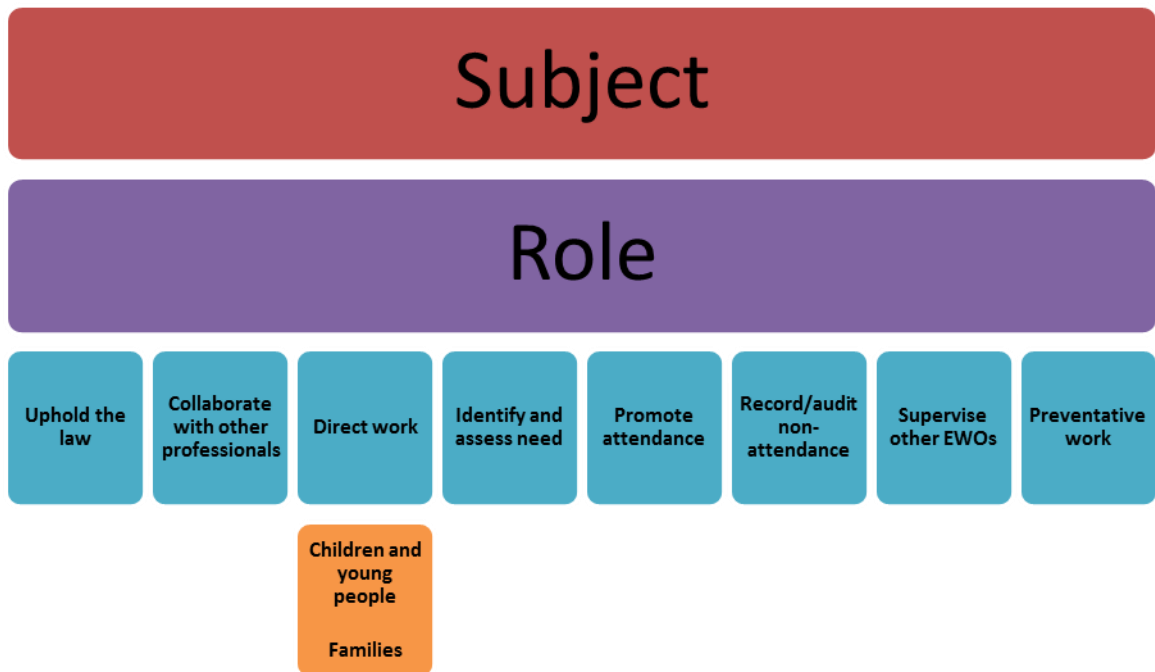 Subject
Role
Uphold the
law
Collaborate
with other
professionals
Direct work
Identify and
assess need
Promote
attendance
Record/audit
non-
attendance
Supervise
other EWOs
Preventative
work
Children and
young
people
Families